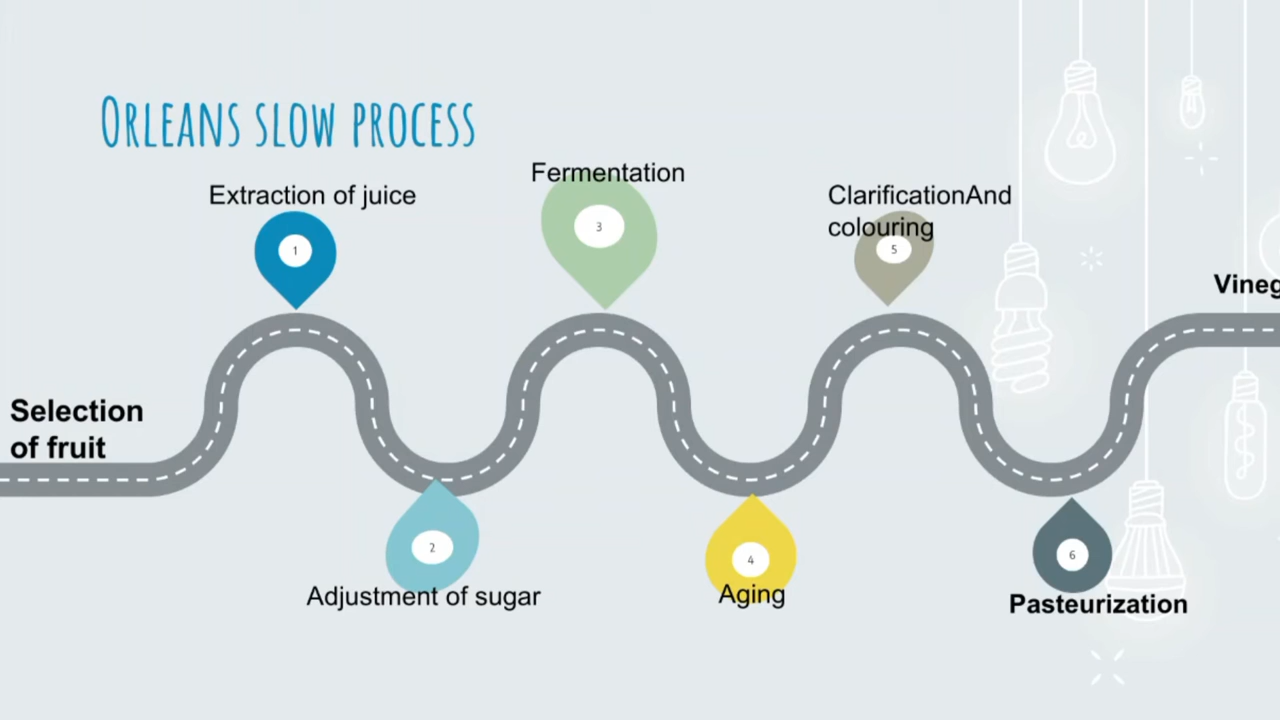 Orleans slow process
Selection
of fruit
Extraction of juice
1
2
Adjustment of sugar
Fermentation
3
4
Aging
ClarificationAnd
colouring
5
6
Pasteurization
Vineg